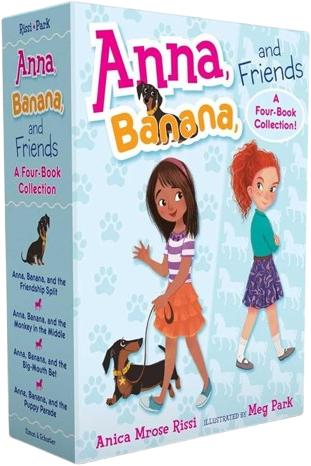 Rissi • Park
Anna,
Banana,
and
Friends
A Four-Book
Collection
Anna, Banana, and the
Friendship Split
Anna, Banana, and the
Monkey in the Middle
Anna, Banana, and the
Big-Mouth Bet
Anna, Banana, and the
Puppy Parade
Simon & Schuster
Anna,
Banana,
and
Friends
A
Four-Book
Collection!
Anica Mrose Rissi
ILLUSTRATED BY Meg Park